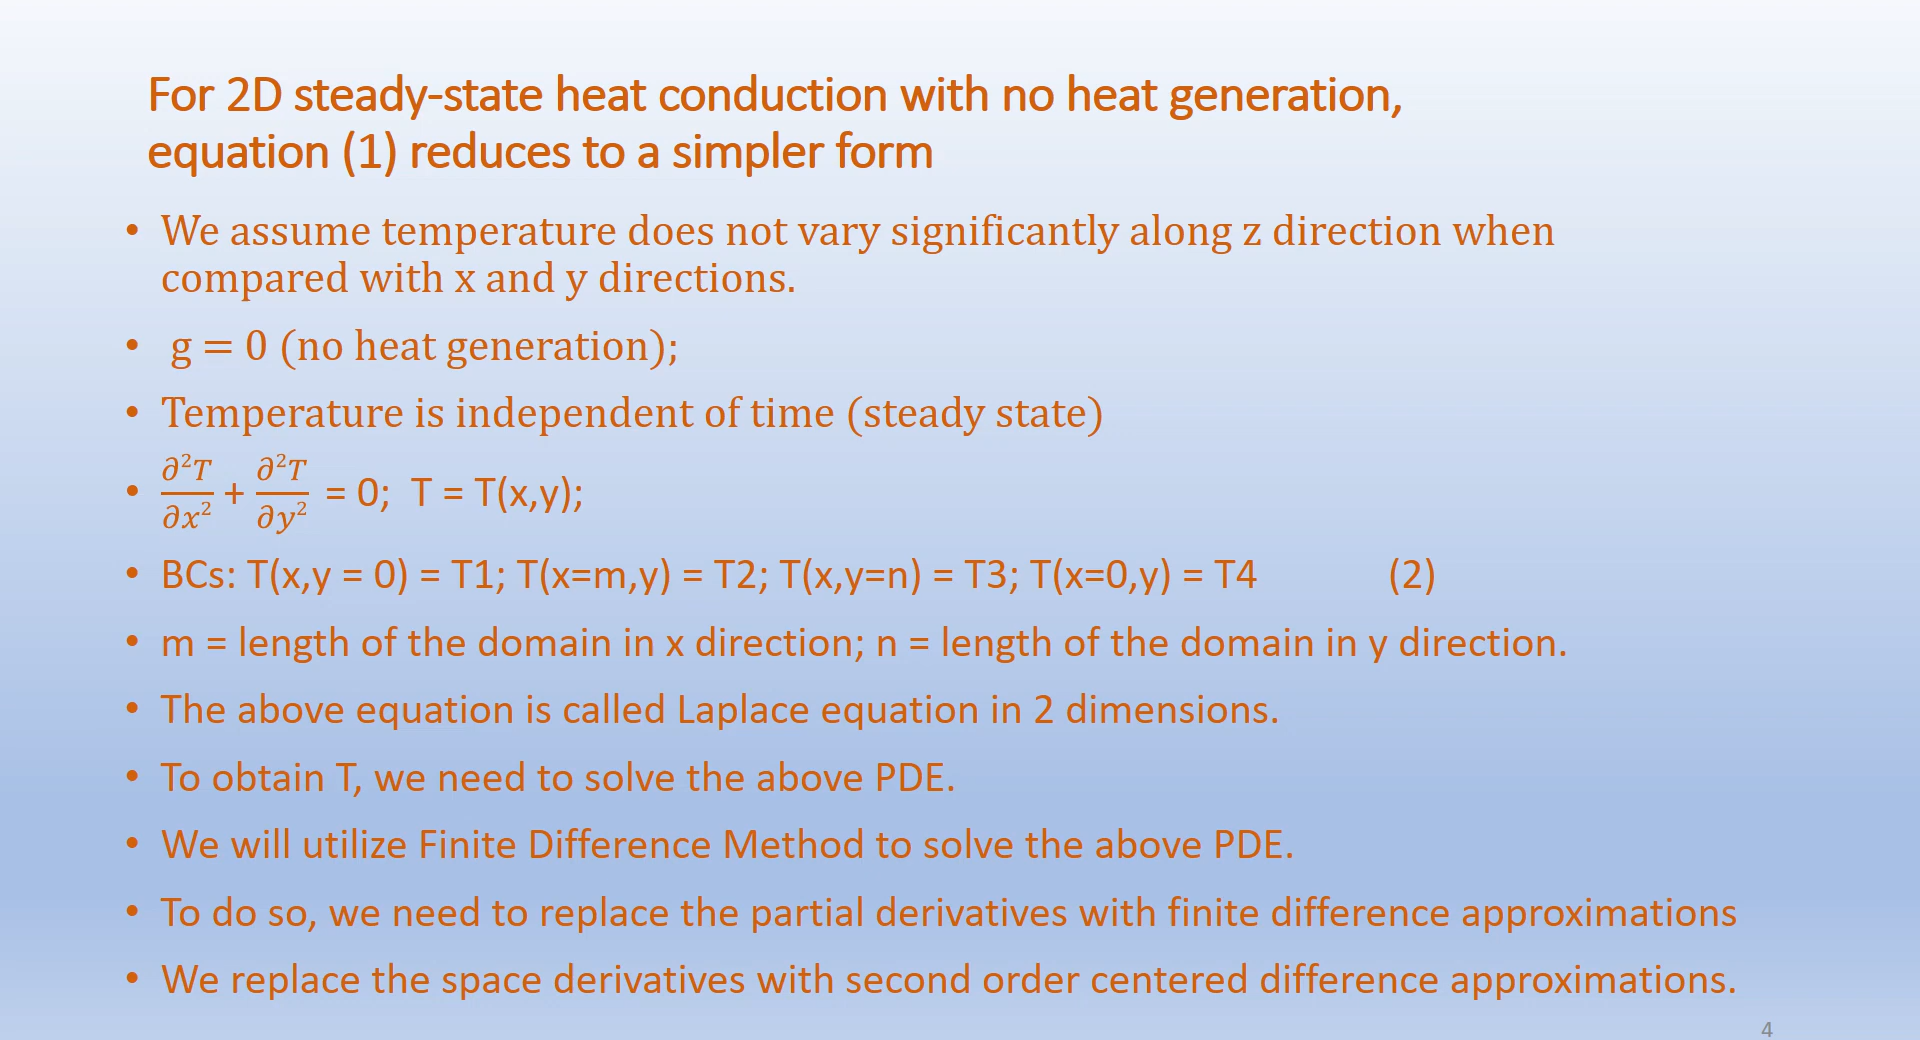 For 2D steady-state heat conduction with no heat generation,
equation (1) reduces to a simpler form
• We assume temperature does not vary significantly along z direction when
compared with x and y directions.
• g = 0 (no heat generation);
• Temperature is independent of time (steady state)
• ∂²T/∂x² + ∂²T/∂y² = 0; T = T(x,y);
• BCs: T(x,y = 0) = T1; T(x=m,y) = T2; T(x,y=n) = T3; T(x=0,y) = T4 (2)
• m = length of the domain in x direction; n = length of the domain in y direction.
• The above equation is called Laplace equation in 2 dimensions.
• To obtain T, we need to solve the above PDE.
• We will utilize Finite Difference Method to solve the above PDE.
• To do so, we need to replace the partial derivatives with finite difference approximations
• We replace the space derivatives with second order centered difference approximations.
4